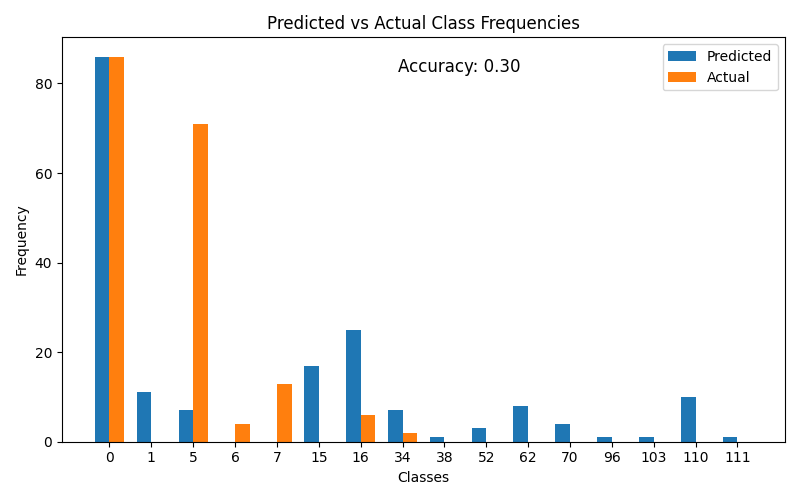 Predicted vs Actual Class Frequencies
Accuracy: 0.30
Predicted
Actual
Frequency
80
60
40
20
0
0 1 5 6 7 15 16 34 38 52 62 70 96 103 110 111
Classes